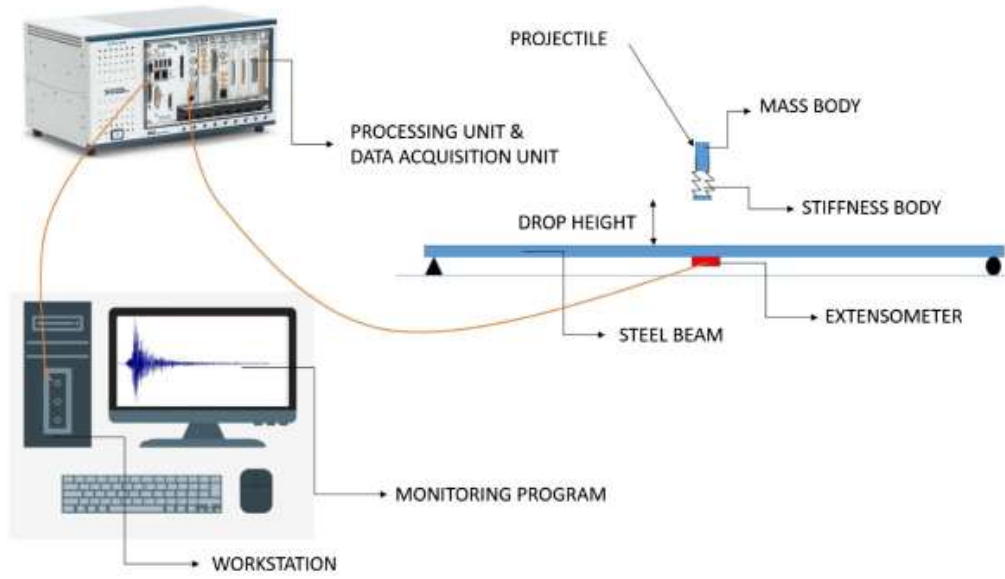 PROJECTILE
MASS BODY
PROCESSING UNIT &
DATA ACQUISITION UNIT
STIFFNESS BODY
DROP HEIGHT
EXTENSOMETER
STEEL BEAM
MONITORING PROGRAM
WORKSTATION